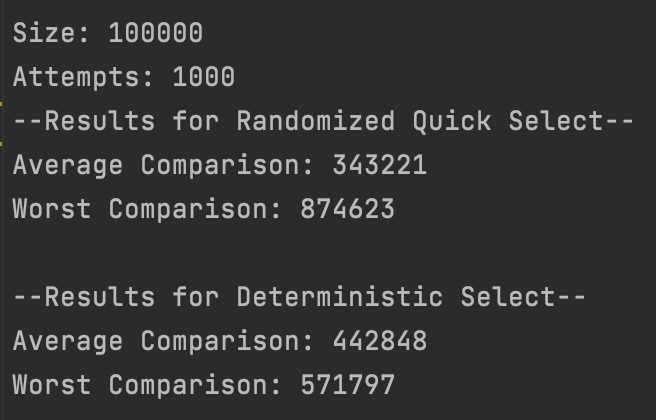 Size: 100000
Attempts: 1000
--Results for Randomized Quick Select--
Average Comparison: 343221
Worst Comparison: 874623
--Results for Deterministic Select--
Average Comparison: 442848
Worst Comparison: 571797